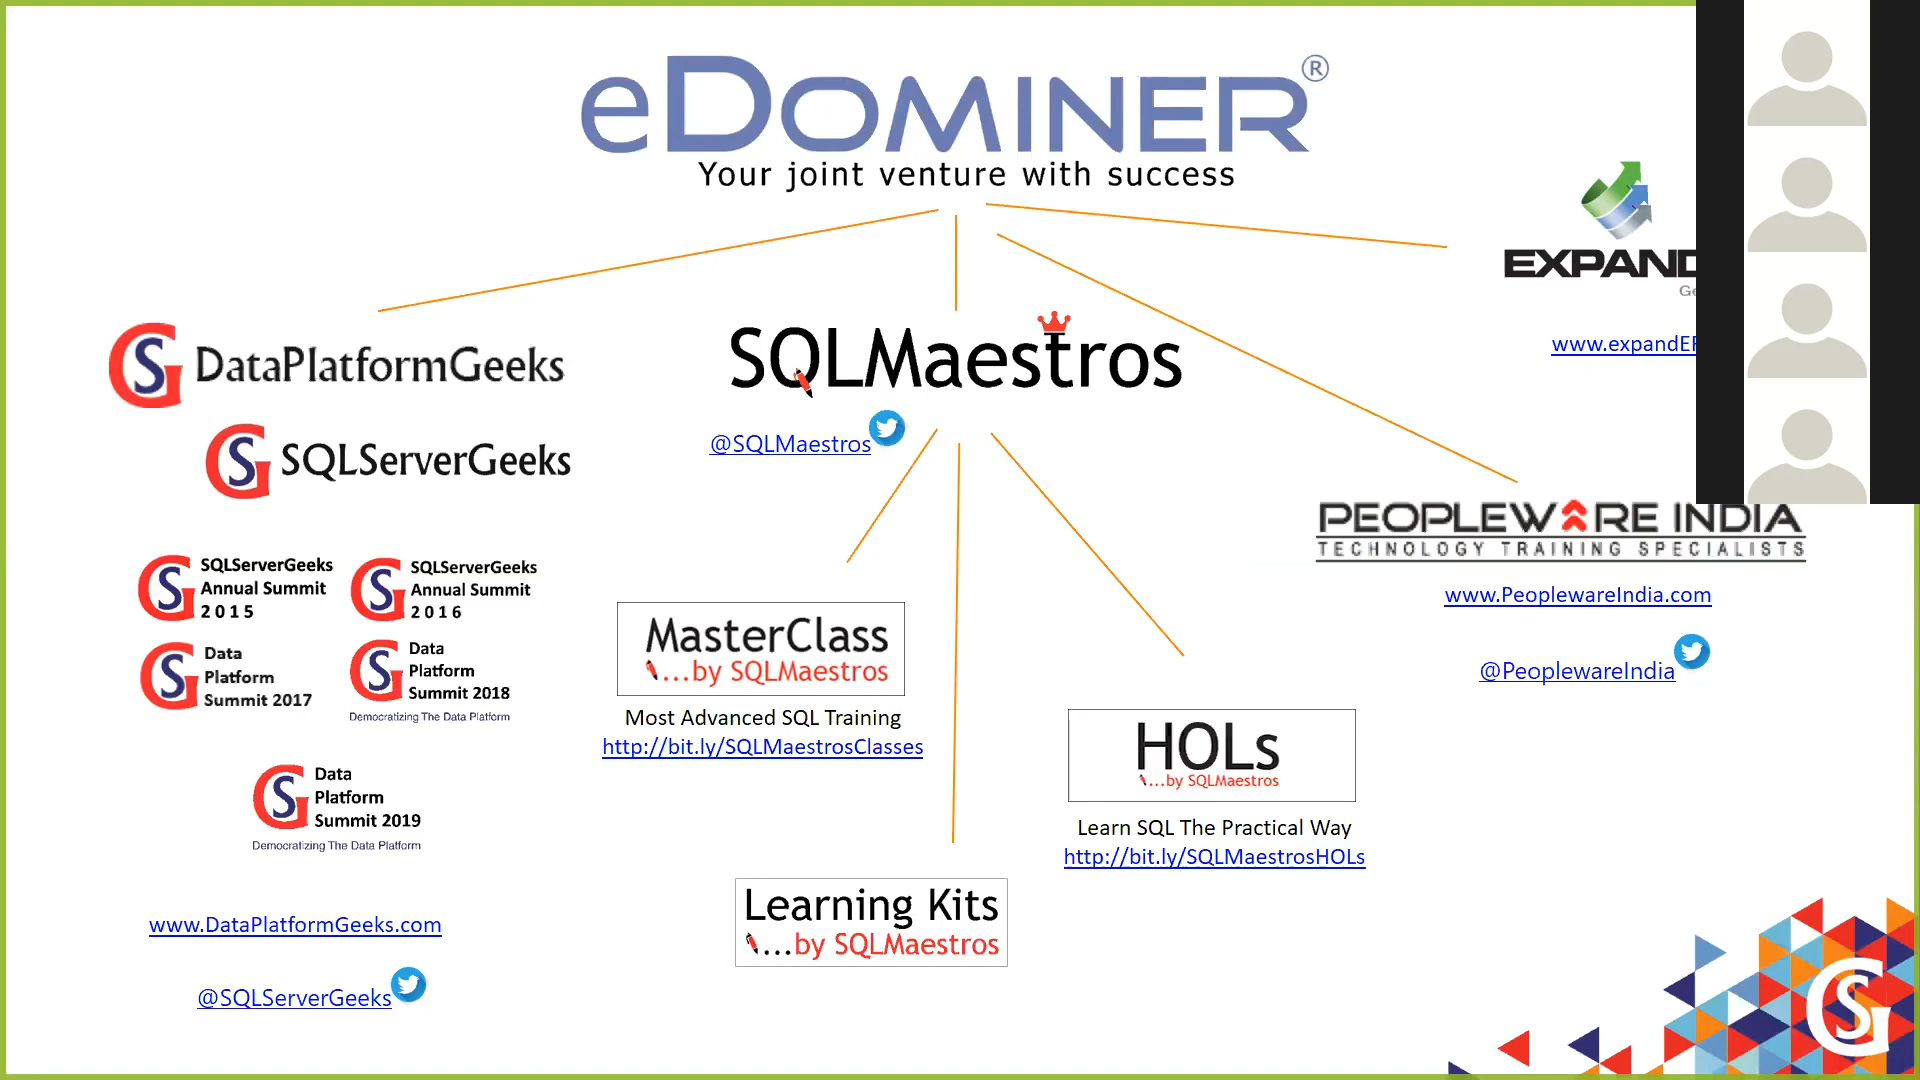 eDOMINER®
Your joint venture with success
EXPAND
www.expandE
DataPlatformGeeks
SQLServerGeeks
SQLServerGeeks
Annual Summit
2015
SQLServerGeeks
Annual Summit
2016
Data
Platform
Summit 2017
Data
Platform
Summit 2018
Democratizing The Data Platform
Data
Platform
Summit 2019
Democratizing The Data Platform
www.DataPlatformGeeks.com
@SQLServerGeeks
SQLMaestros
@SQLMaestros
MasterClass
...by SQLMaestros
Most Advanced SQL Training
http://bit.ly/SQLMaestrosClasses
Learning Kits
...by SQLMaestros
HOLs
...by SQLMaestros
Learn SQL The Practical Way
http://bit.ly/SQLMaestrosHOLs
PEOPLEWARE INDIA
TECHNOLOGY TRAINING SPECIALISTS
www.PeoplewareIndia.com
@PeoplewareIndia